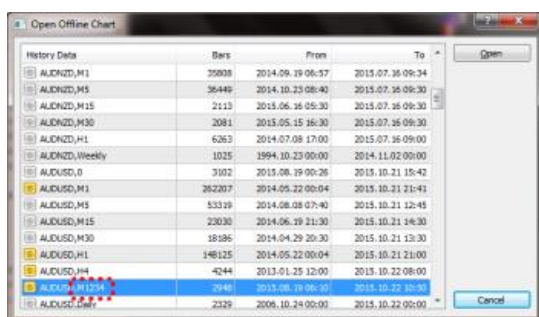 Open Offline Chart
History Data Bars From To
AUDNZD,M1 35808 2014.09.19 06:57 2015.07.16 09:34
AUDNZD,M5 36449 2014.10.23 08:40 2015.07.16 09:30
AUDNZD,M15 2113 2015.06.16 05:30 2015.07.16 09:30
AUDNZD,M30 2081 2015.05.15 16:30 2015.07.16 09:30
AUDNZD,H1 6263 2014.07.08 17:00 2015.07.16 09:00
AUDNZD,Weekly 1025 1994.10.23 00:00 2014.11.02 00:00
AUDUSD,0 3102 2015.08.19 00:26 2015.10.21 15:42
AUDUSD,M1 262207 2014.05.22 00:04 2015.10.21 21:41
AUDUSD,M5 53319 2014.08.08 07:40 2015.10.21 12:45
AUDUSD,M15 23030 2014.06.19 21:30 2015.10.21 14:30
AUDUSD,M30 18186 2014.04.29 20:30 2015.10.21 13:30
AUDUSD,H1 148125 2014.05.22 00:04 2015.10.21 21:00
AUDUSD,H4 4244 2013.01.25 12:00 2015.10.22 08:00
AUDUSD,M1234 2946 2015.08.19 06:10 2015.10.22 10:50
AUDUSD,Daily 2329 2006.10.24 00:00 2015.10.22 00:00
Open
Cancel